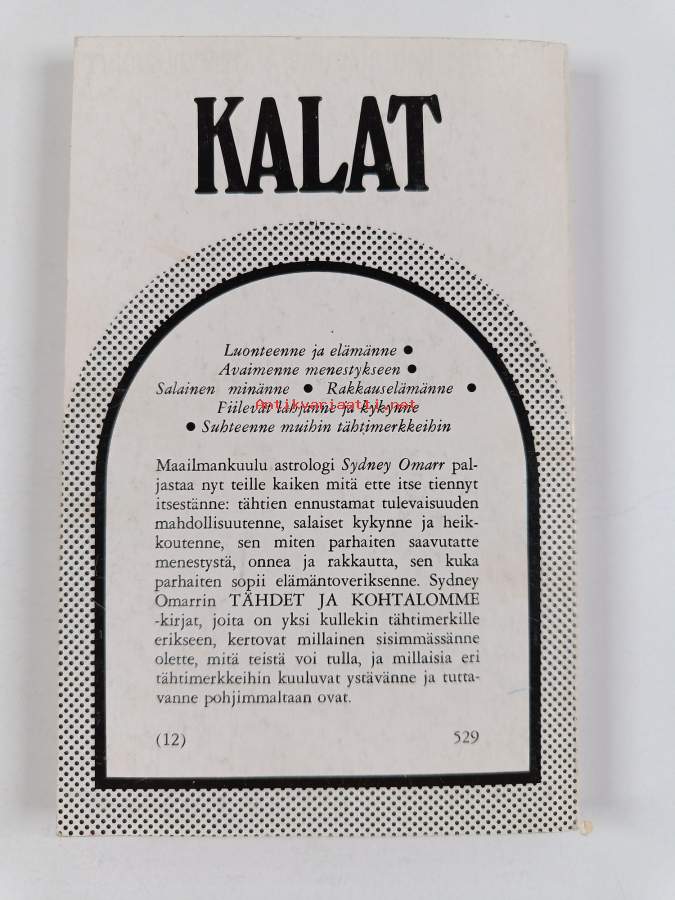 KALAT
Luonteenne ja elämänne ●
Avaimenne menestykseen ●
Salainen minänne ● Rakkauselämänne ●
Antikvariaatti.net
Piilevät lahjanne ja kykynne
● Suhteenne muihin tähtimerkkeihin
Maailmankuulu astrologi Sydney Omarr pal-
jastaa nyt teille kaiken mitä ette itse tiennyt
itsestänne: tähtien ennustamat tulevaisuuden
mahdollisuutenne, salaiset kykynne ja heik-
koutenne, sen miten parhaiten saavutatte
menestystä, onnea ja rakkautta, sen kuka
parhaiten sopii elämäntoveriksenne. Sydney
Omarrin TÄHDET JA KOHTALOMME
-kirjat, joita on yksi kullekin tähtimerkille
erikseen, kertovat millainen sisimmässänne
olette, mitä teistä voi tulla, ja millaisia eri
tähtimerkkeihin kuuluvat ystävänne ja tutta-
vanne pohjimmaltaan ovat.
(12) 529